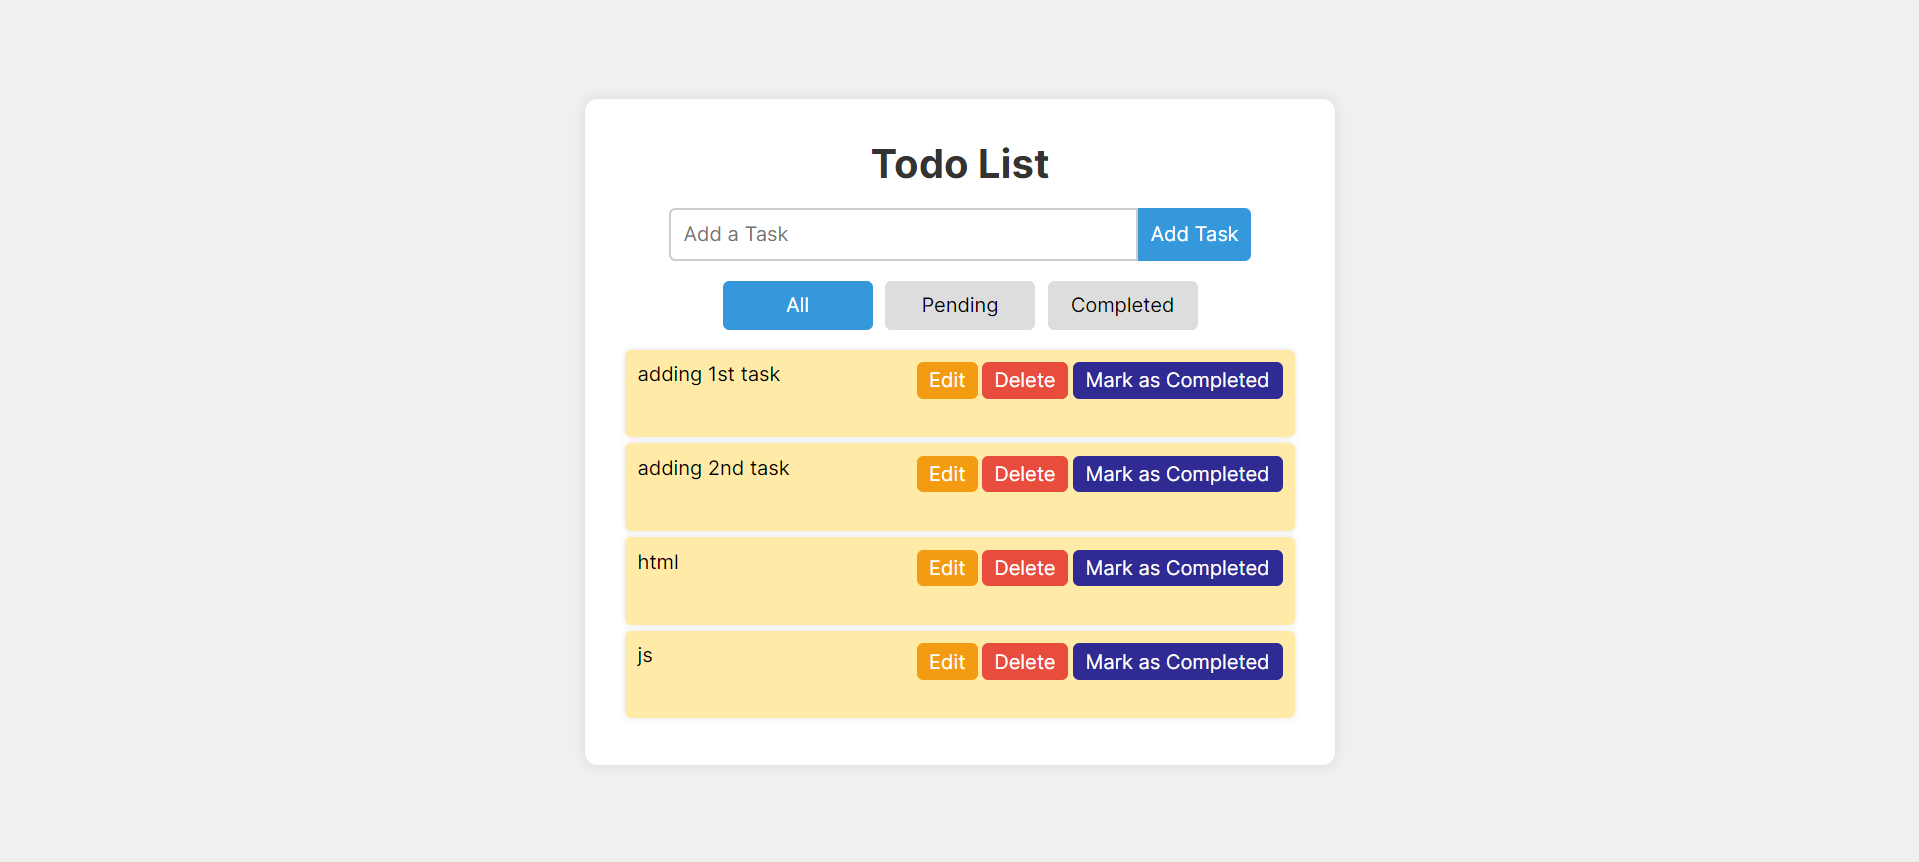 Todo List
Add a Task Add Task
All Pending Completed
adding 1st task Edit Delete Mark as Completed
adding 2nd task Edit Delete Mark as Completed
html Edit Delete Mark as Completed
js Edit Delete Mark as Completed